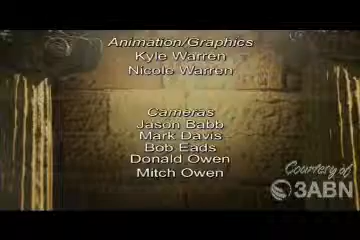 Animation/Graphics
Kyle Warren
Nicole Warren
Cameras
Jason Babb
Mark Davis
Bob Eads
Donald Owen
Mitch Owen
Courtesy of
3ABN